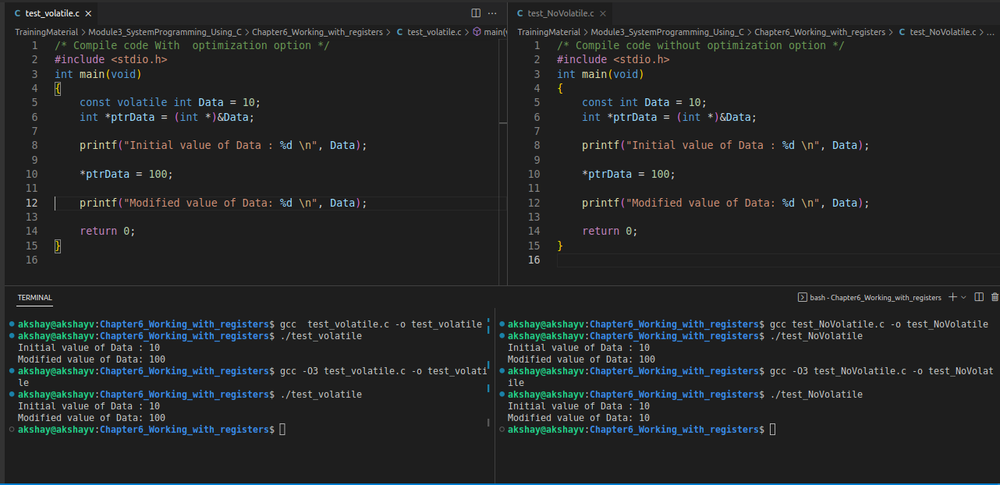 test_volatile.c
TrainingMaterial > Module3_SystemProgramming_Using_C > Chapter6_Working_with_registers > C test_volatile.c > main(v
1 /* Compile code With  optimization option */
2 #include <stdio.h>
3 int main(void)
4 {
5     const volatile int Data = 10;
6     int *ptrData = (int *)&Data;
7
8     printf("Initial value of Data : %d \n", Data);
9
10     *ptrData = 100;
11
12     printf("Modified value of Data: %d \n", Data);
13
14     return 0;
15 }
16
C test_NoVolatile.c
TrainingMaterial > Module3_SystemProgramming_Using_C > Chapter6_Working_with_registers > C test_NoVolatile.c > ...
1 /* Compile code without optimization option */
2 #include <stdio.h>
3 int main(void)
4 {
5     const int Data = 10;
6     int *ptrData = (int *)&Data;
7
8     printf("Initial value of Data : %d \n", Data);
9
10     *ptrData = 100;
11
12     printf("Modified value of Data: %d \n", Data);
13
14     return 0;
15 }
16
TERMINAL
bash - Chapter6_Working_with_registers
akshay@akshayv:Chapter6_Working_with_registers$ gcc  test_volatile.c -o test_volatile
akshay@akshayv:Chapter6_Working_with_registers$ ./test_volatile
Initial value of Data : 10
Modified value of Data: 100
akshay@akshayv:Chapter6_Working_with_registers$ gcc -O3 test_volatile.c -o test_volati
le
akshay@akshayv:Chapter6_Working_with_registers$ ./test_volatile
Initial value of Data : 10
Modified value of Data: 100
akshay@akshayv:Chapter6_Working_with_registers$
akshay@akshayv:Chapter6_Working_with_registers$ gcc test_NoVolatile.c -o test_NoVolatile
akshay@akshayv:Chapter6_Working_with_registers$ ./test_NoVolatile
Initial value of Data : 10
Modified value of Data: 100
akshay@akshayv:Chapter6_Working_with_registers$ gcc -O3 test_NoVolatile.c -o test_NoVolat
ile
akshay@akshayv:Chapter6_Working_with_registers$ ./test_NoVolatile
Initial value of Data : 10
Modified value of Data: 10
akshay@akshayv:Chapter6_Working_with_registers$